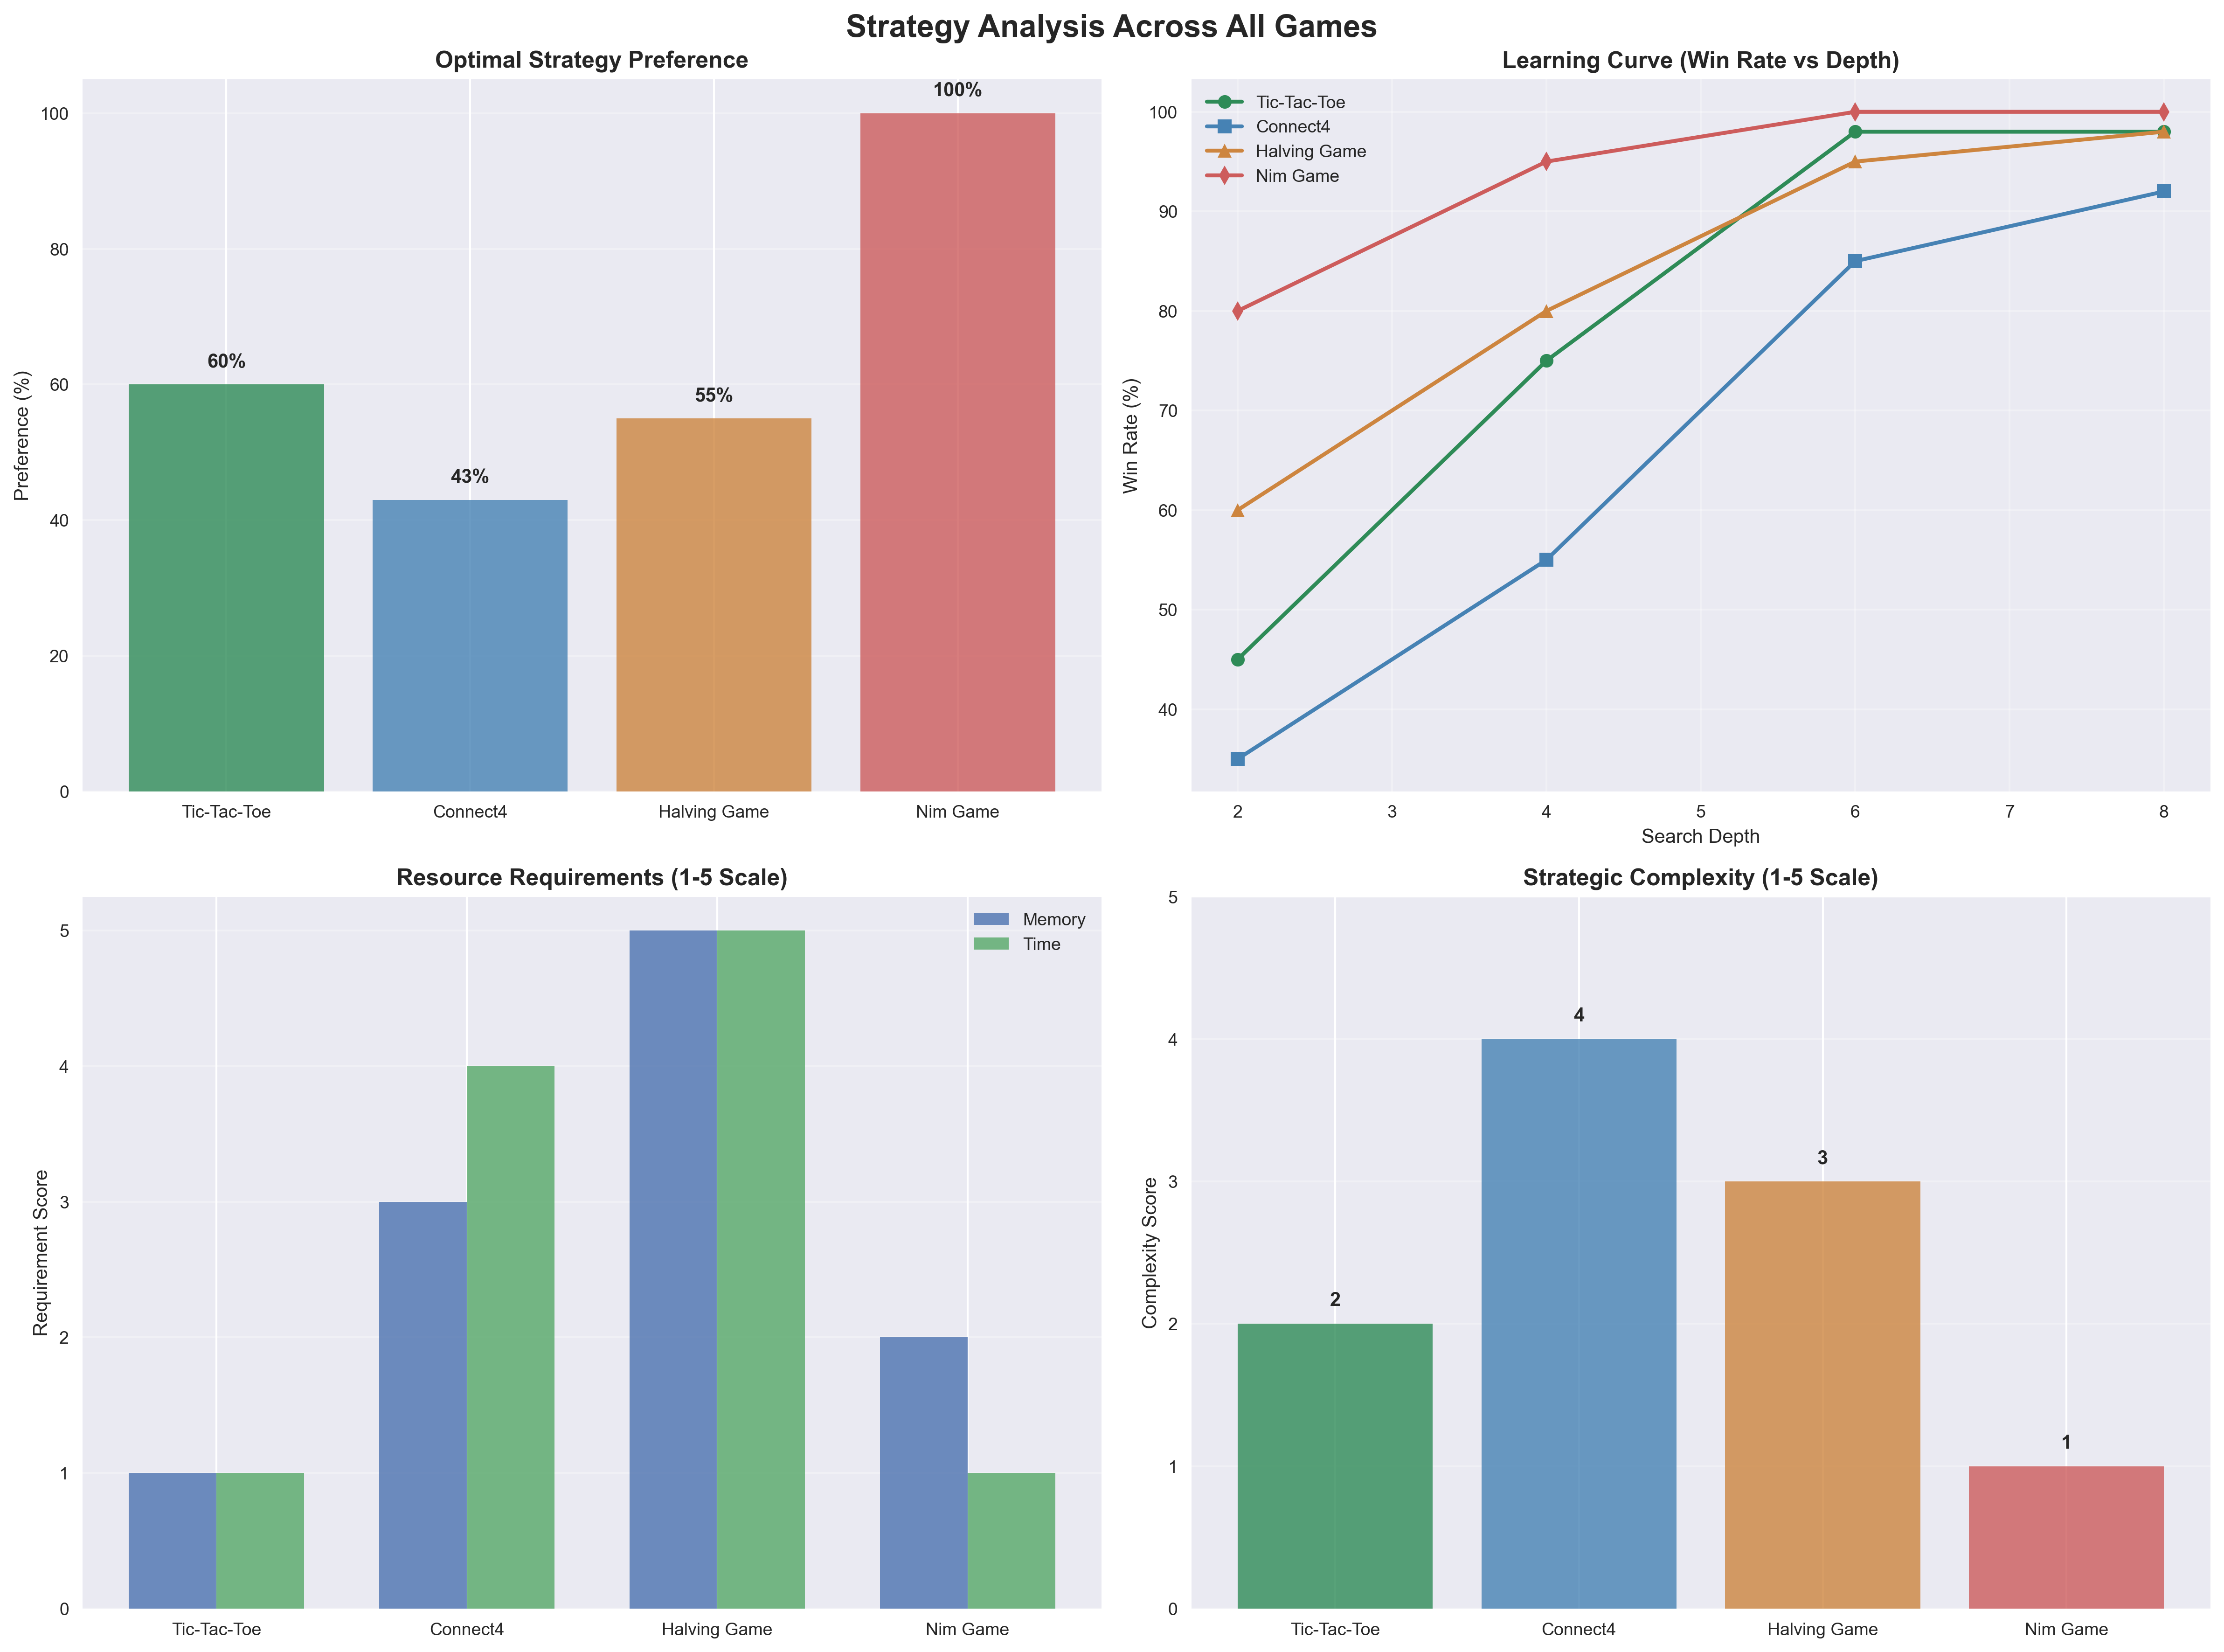 Strategy Analysis Across All Games
Optimal Strategy Preference
Preference (%)
100
80
60
40
20
0
60%
43%
55%
100%
Tic-Tac-Toe
Connect4
Halving Game
Nim Game
Learning Curve (Win Rate vs Depth)
Tic-Tac-Toe
Connect4
Halving Game
Nim Game
Win Rate (%)
100
90
80
70
60
50
40
2
3
4
5
6
7
8
Search Depth
Resource Requirements (1-5 Scale)
Memory
Time
Requirement Score
5
4
3
2
1
0
Tic-Tac-Toe
Connect4
Halving Game
Nim Game
Strategic Complexity (1-5 Scale)
Complexity Score
5
4
3
2
1
0
2
4
3
1
Tic-Tac-Toe
Connect4
Halving Game
Nim Game